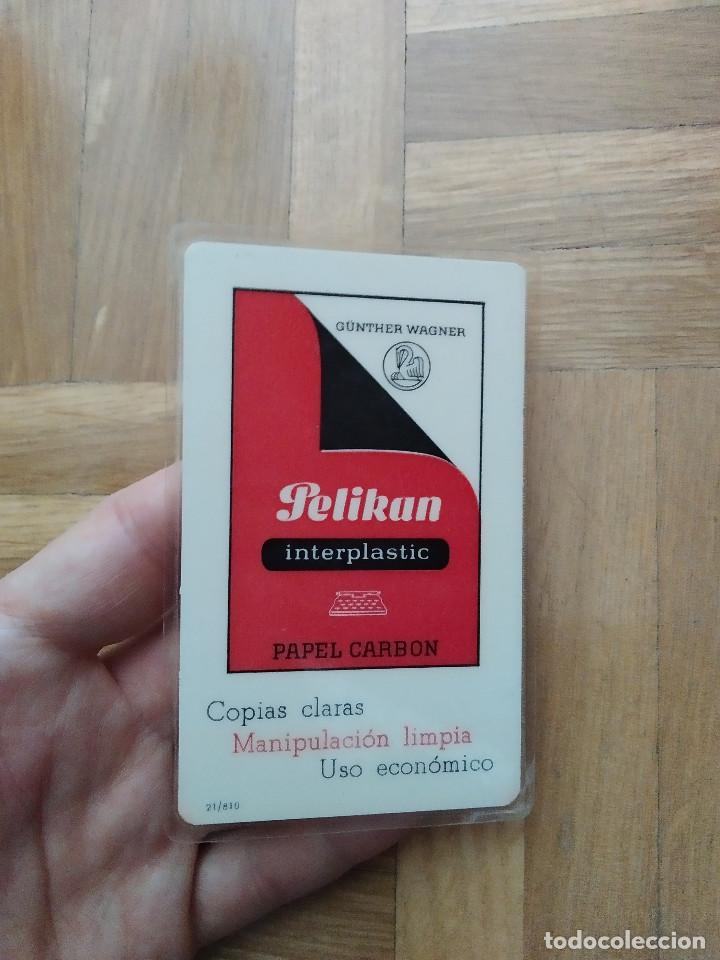 GÜNTHER WAGNER
Pelikan
interplastic
PAPEL CARBON
Copias claras
Manipulación limpia
Uso económico
21/810
todocoleccion